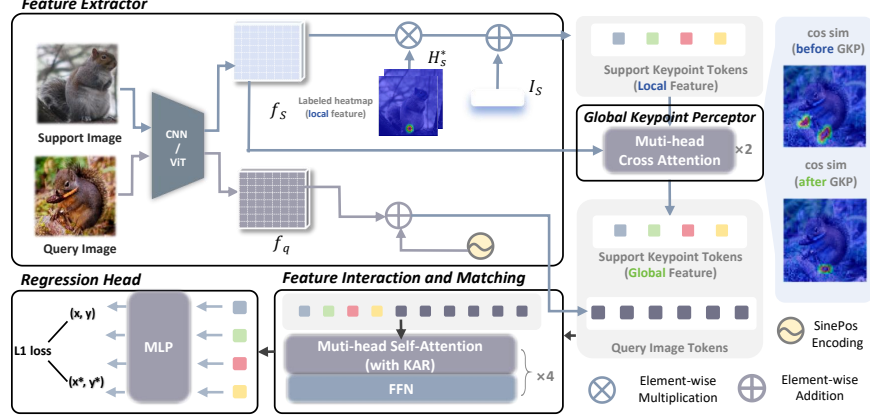 Feature Extractor
Support Image
Query Image
CNN
/
ViT
f_S
f_q
Labeled heatmap
(local feature)
H_s^*
I_S
Support Keypoint Tokens
(Local Feature)
Global Keypoint Perceptor
Muti-head
Cross Attention
×2
Support Keypoint Tokens
(Global Feature)
Query Image Tokens
cos sim
(before GKP)
cos sim
(after GKP)
SinePos
Encoding
Regression Head
(x, y)
L1 loss
(x*, y*)
MLP
Feature Interaction and Matching
Muti-head Self-Attention
(with KAR)
FFN
×4
Element-wise
Multiplication
Element-wise
Addition